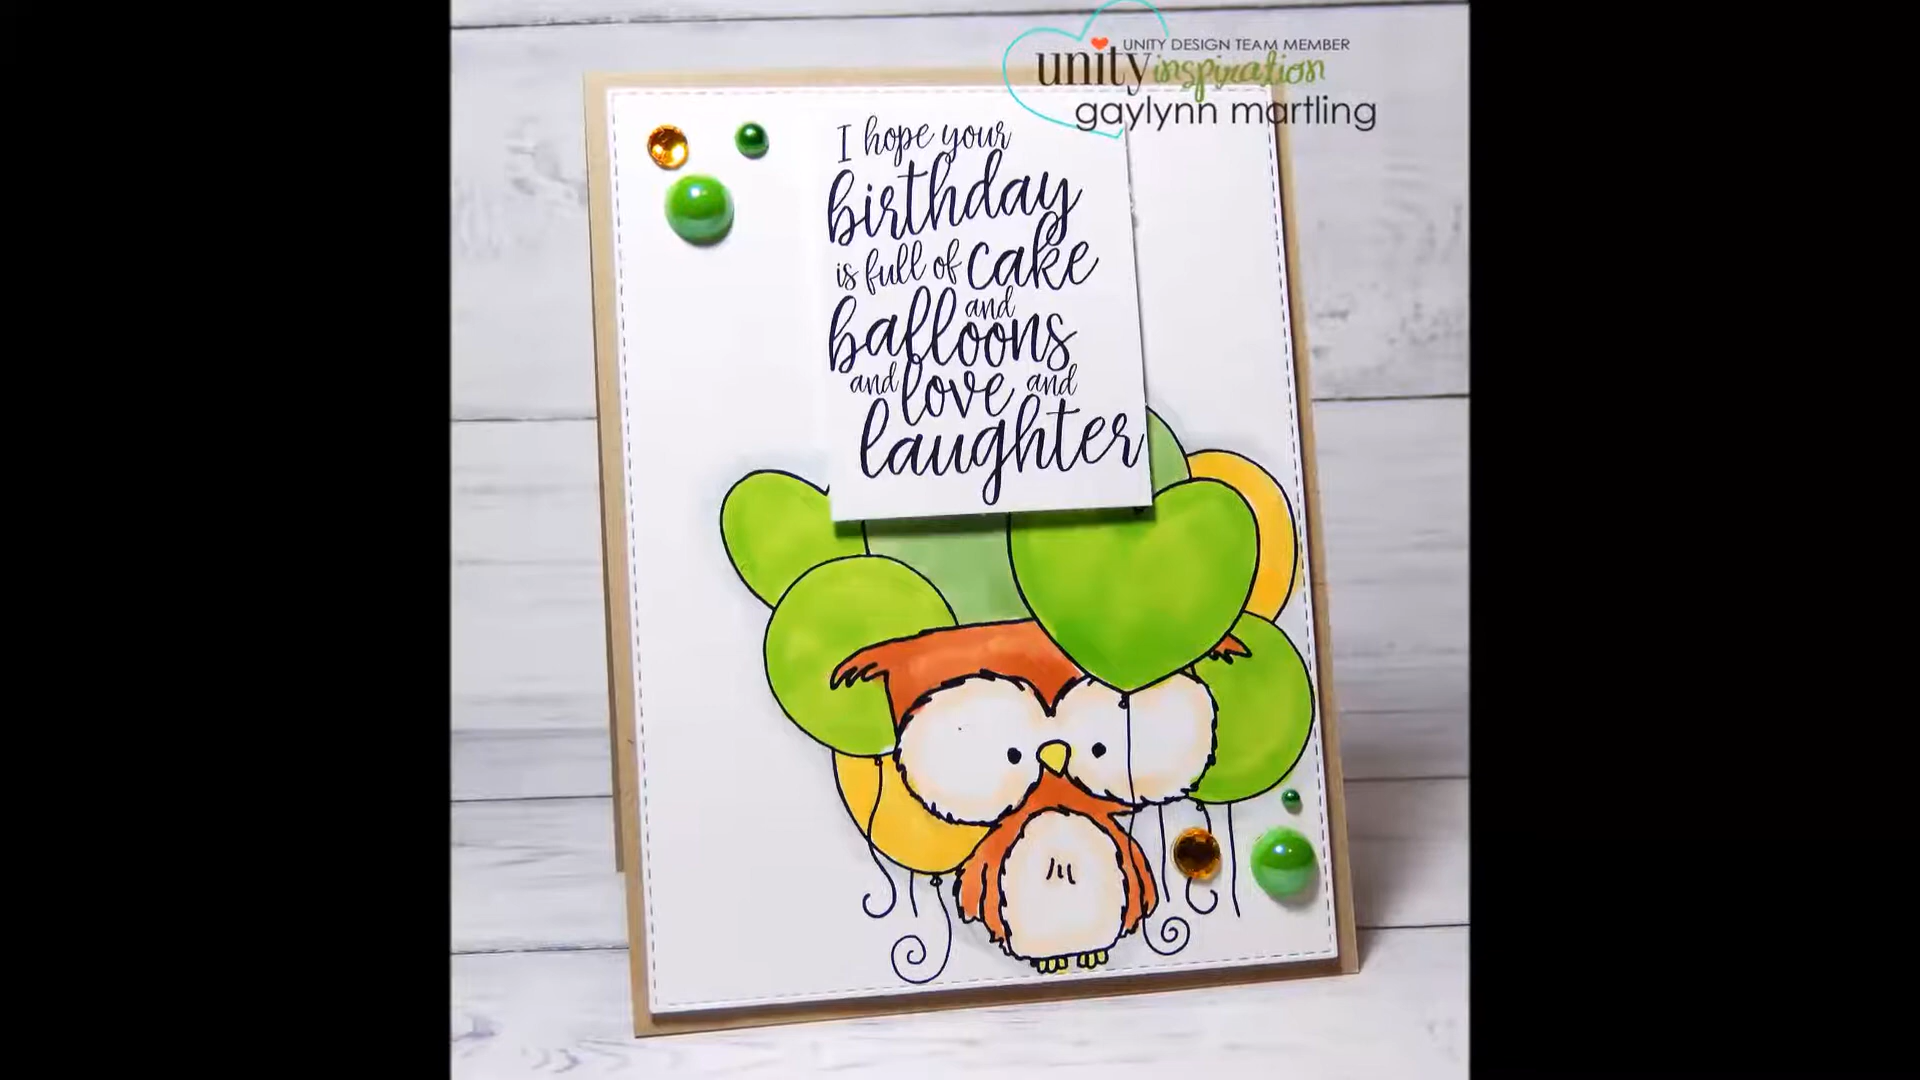 UNITY DESIGN TEAM MEMBER
unity inspiration
gaylynn martling
I hope your
birthday
is full of cake
and
balloons
and love and
laughter